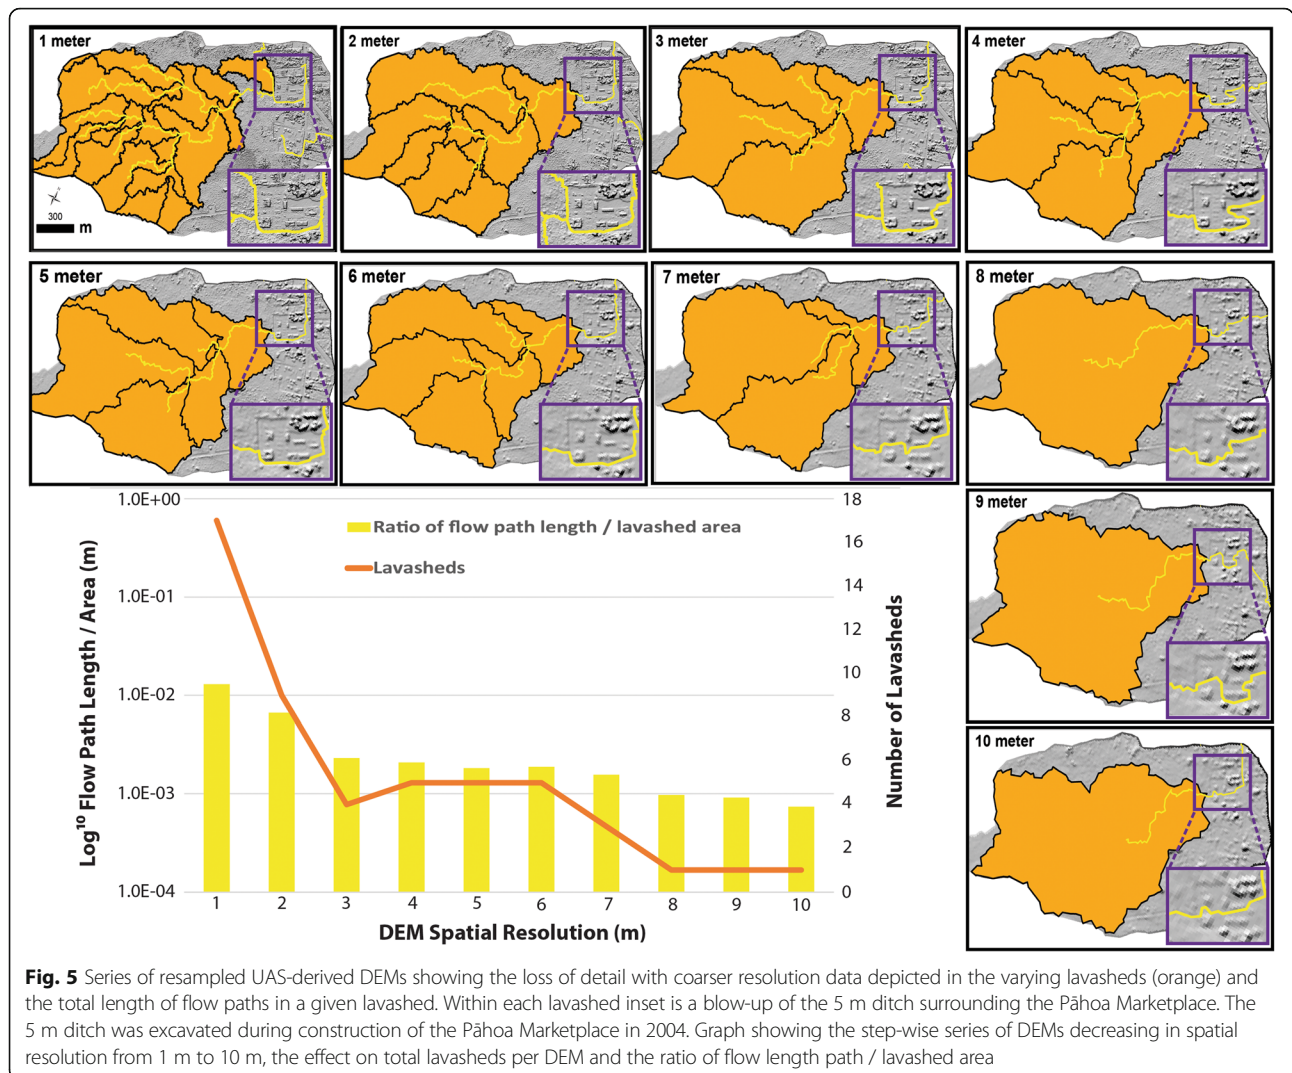 1 meter
2 meter
3 meter
4 meter
300
m
5 meter
6 meter
7 meter
8 meter
9 meter
10 meter
1.0E+00
1.0E-01
1.0E-02
1.0E-03
1.0E-04
Log¹⁰ Flow Path Length / Area (m)
Ratio of flow path length / lavashed area
Lavasheds
18
16
14
12
10
8
6
4
2
0
Number of Lavasheds
1 2 3 4 5 6 7 8 9 10
DEM Spatial Resolution (m)
Fig. 5 Series of resampled UAS-derived DEMs showing the loss of detail with coarser resolution data depicted in the varying lavasheds (orange) and
the total length of flow paths in a given lavashed. Within each lavashed inset is a blow-up of the 5 m ditch surrounding the Pāhoa Marketplace. The
5 m ditch was excavated during construction of the Pāhoa Marketplace in 2004. Graph showing the step-wise series of DEMs decreasing in spatial
resolution from 1 m to 10 m, the effect on total lavasheds per DEM and the ratio of flow length path / lavashed area